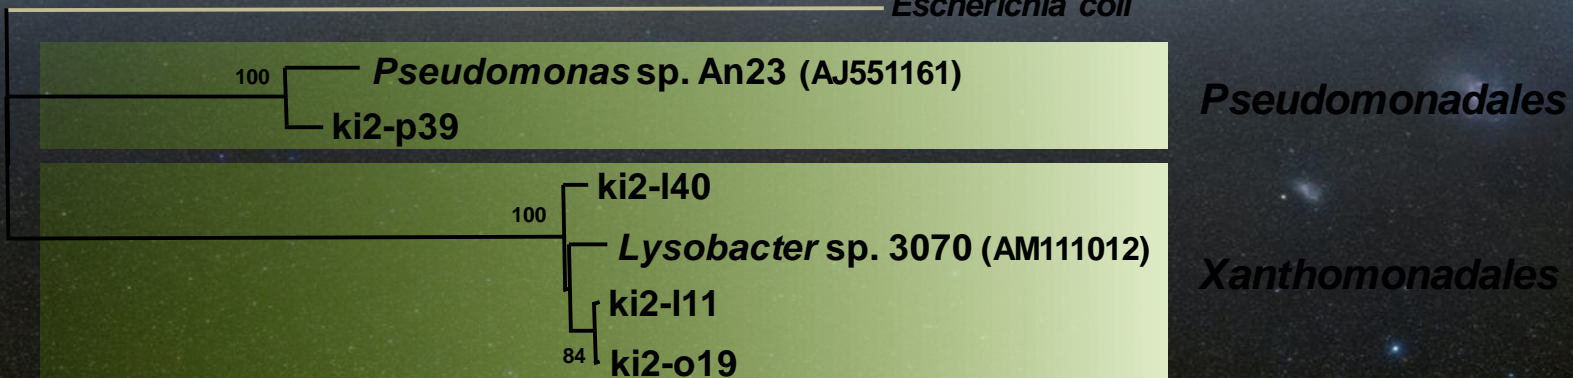 Escherichia coli
100
Pseudomonas sp. An23 (AJ551161)
Pseudomonadales
ki2-p39
ki2-l40
100
Lysobacter sp. 3070 (AM111012)
Xanthomonadales
ki2-l11
84
ki2-o19